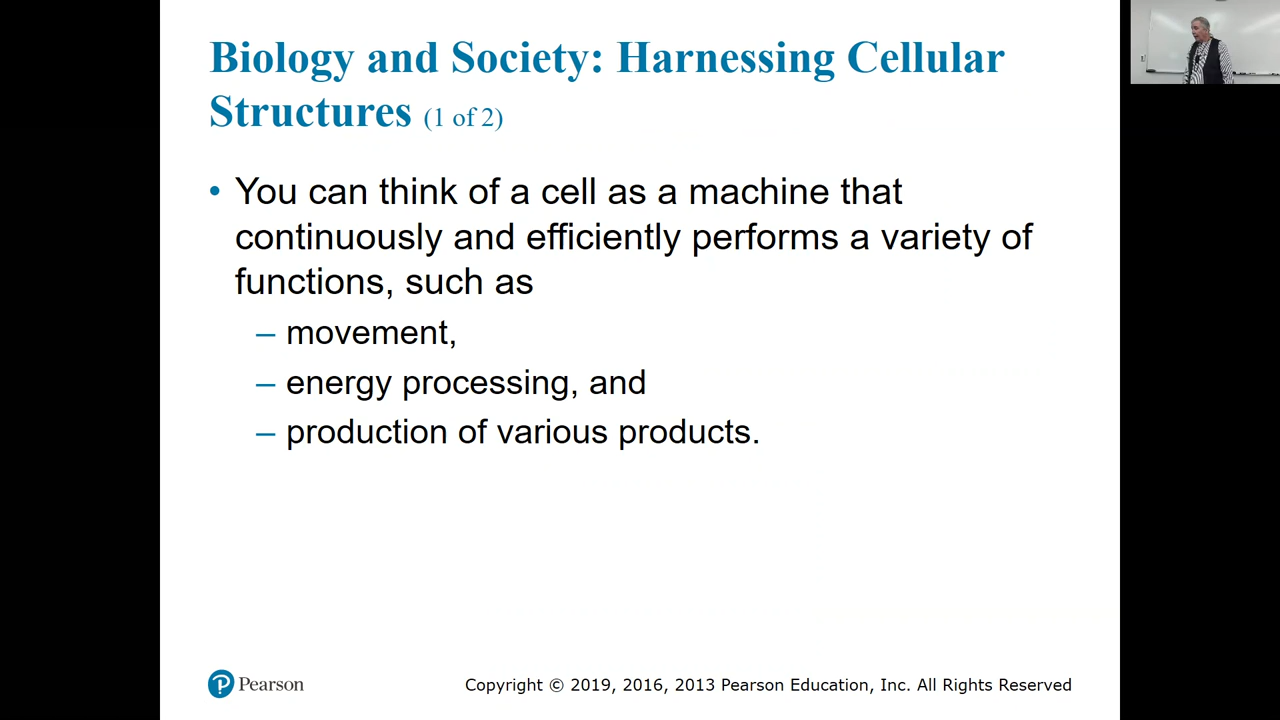 Biology and Society: Harnessing Cellular
Structures (1 of 2)
• You can think of a cell as a machine that
continuously and efficiently performs a variety of
functions, such as
– movement,
– energy processing, and
– production of various products.
Pearson
Copyright © 2019, 2016, 2013 Pearson Education, Inc. All Rights Reserved